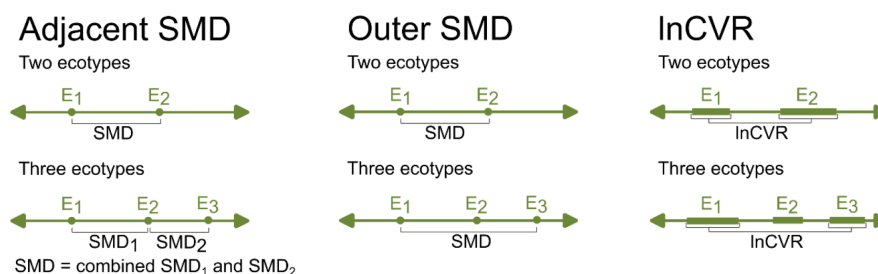 Adjacent SMD
Two ecotypes
E1 E2
SMD
Three ecotypes
E1 E2 E3
SMD1 SMD2
SMD = combined SMD1 and SMD2
Outer SMD
Two ecotypes
E1 E2
SMD
Three ecotypes
E1 E2 E3
SMD
lnCVR
Two ecotypes
E1 E2
lnCVR
Three ecotypes
E1 E2 E3
lnCVR